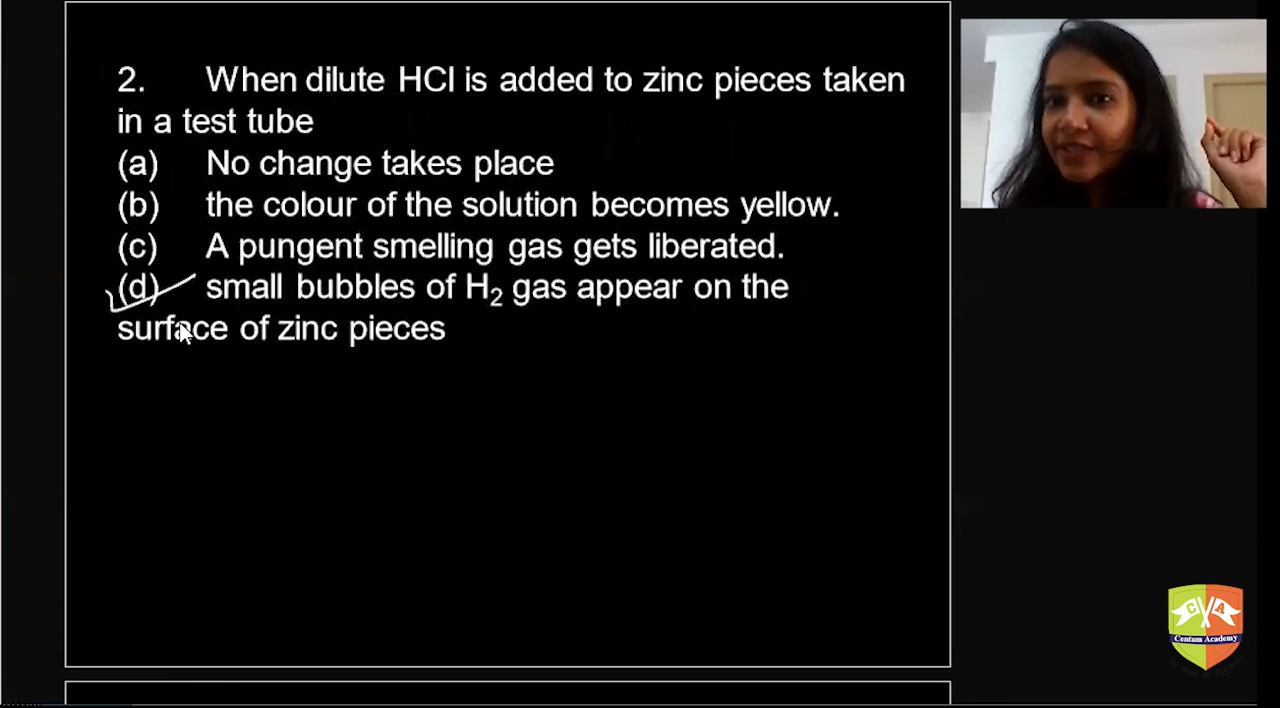 2. When dilute HCl is added to zinc pieces taken
in a test tube
(a) No change takes place
(b) the colour of the solution becomes yellow.
(c) A pungent smelling gas gets liberated.
(d) small bubbles of H₂ gas appear on the
surface of zinc pieces
C A
Centum Academy